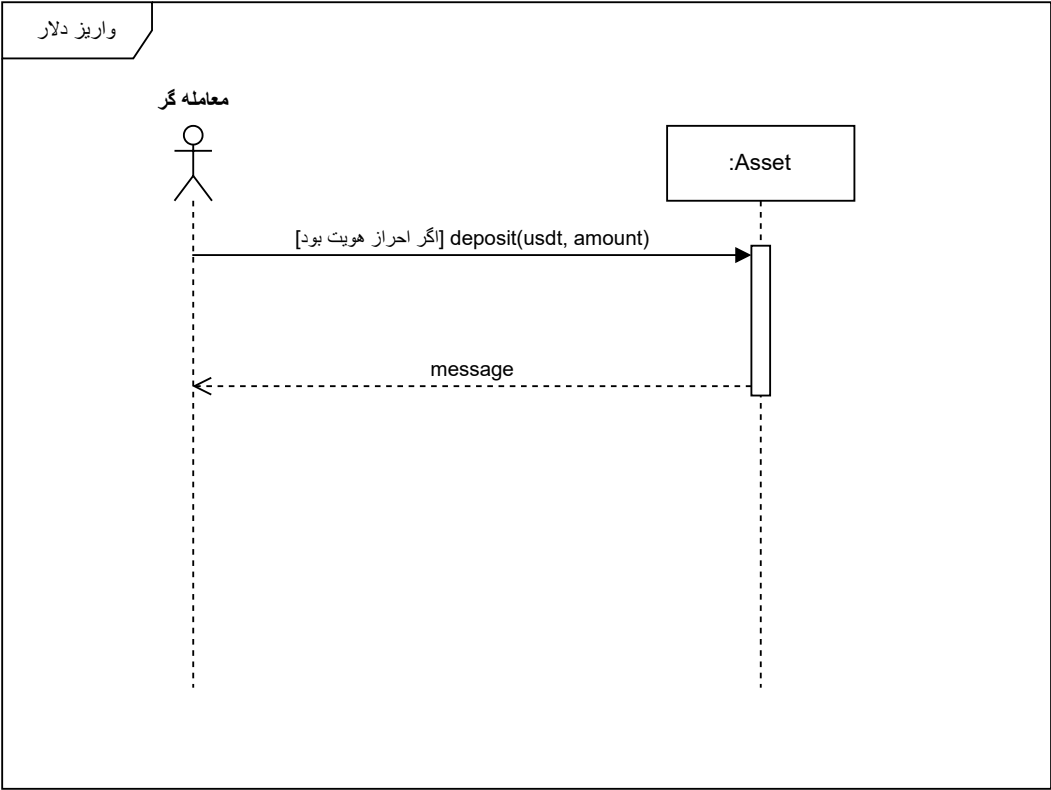 واریز دلار
معامله گر
:Asset
[اگر احراز هویت بود] deposit(usdt, amount)
message